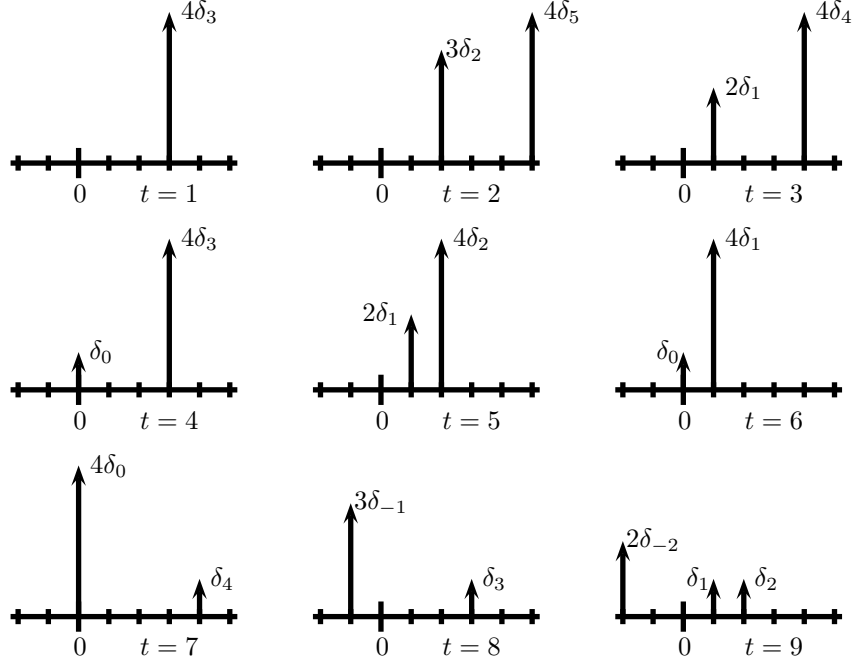 4δ₃
0 t = 1
3δ₂ 4δ₅
0 t = 2
2δ₁ 4δ₄
0 t = 3
δ₀ 4δ₃
0 t = 4
2δ₁ 4δ₂
0 t = 5
δ₀ 4δ₁
0 t = 6
4δ₀ δ₄
0 t = 7
3δ₋₁ δ₃
0 t = 8
2δ₋₂ δ₁ δ₂
0 t = 9